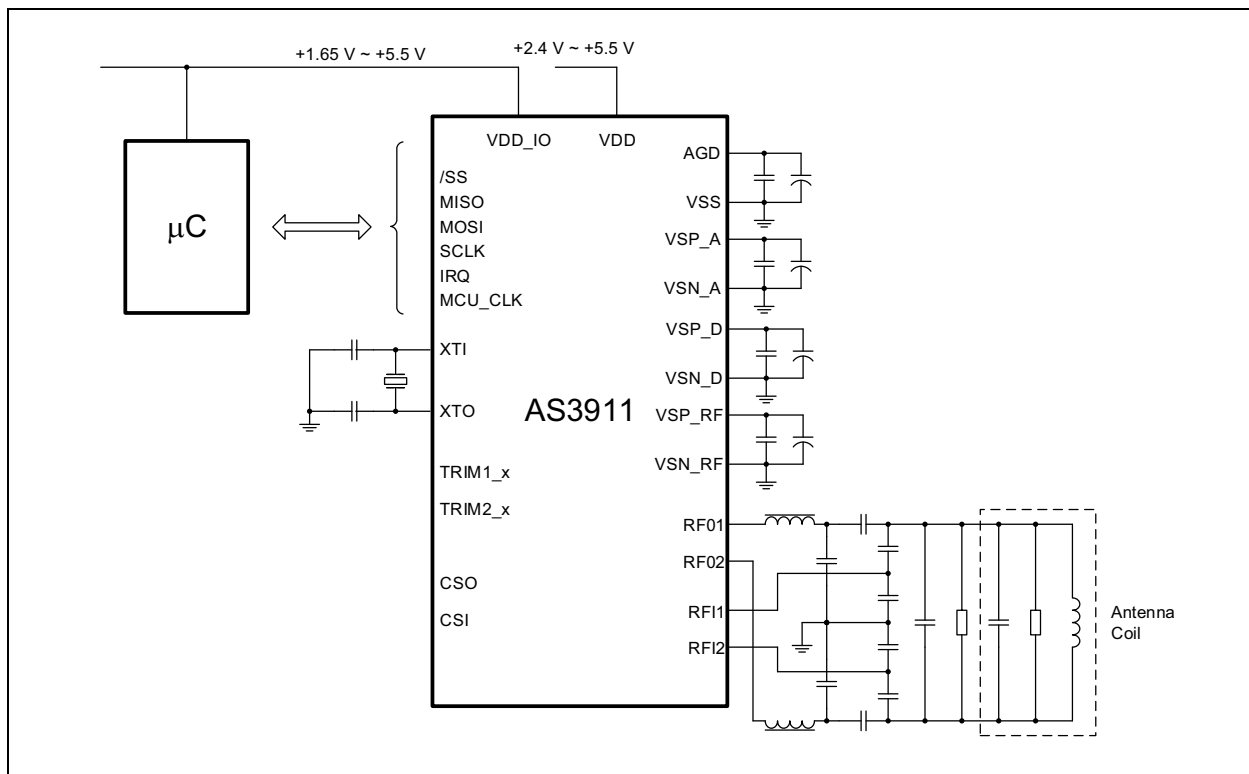 +1.65 V ~ +5.5 V
+2.4 V ~ +5.5 V
VDD_IO
VDD
µC
/SS
MISO
MOSI
SCLK
IRQ
MCU_CLK
XTI
XTO
TRIM1_x
TRIM2_x
CSO
CSI
AS3911
AGD
VSS
VSP_A
VSN_A
VSP_D
VSN_D
VSP_RF
VSN_RF
RF01
RF02
RFI1
RFI2
Antenna
Coil